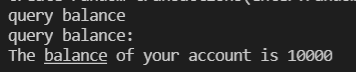 query balance
query balance:
The balance of your account is 10000